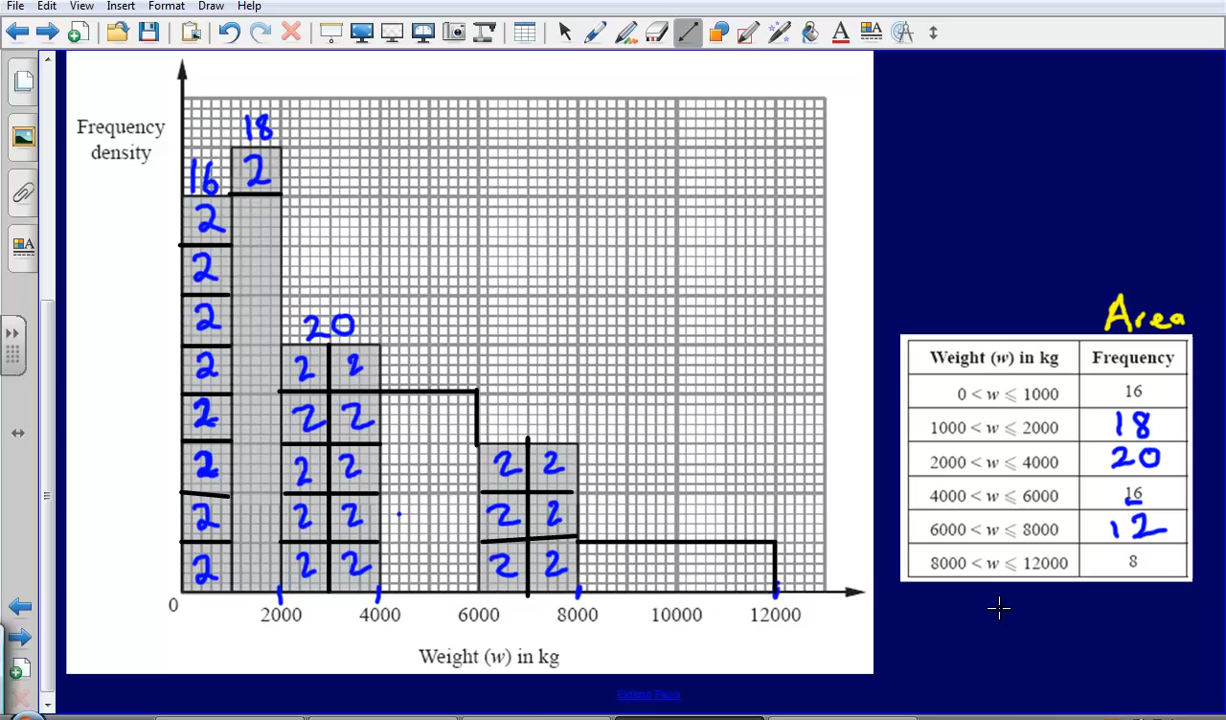 File Edit View Insert Format Draw Help
Frequency
density
18
2
16
2
2
2
2
2
2
2
2
20
2 2
2 2
2 2
2 2
2 2
2 2
2 2
2 2
0 2000 4000 6000 8000 10000 12000
Weight (w) in kg
Area
Weight (w) in kg Frequency
0 < w ⩽ 1000 16
1000 < w ⩽ 2000 18
2000 < w ⩽ 4000 20
4000 < w ⩽ 6000 16
6000 < w ⩽ 8000 12
8000 < w ⩽ 12000 8